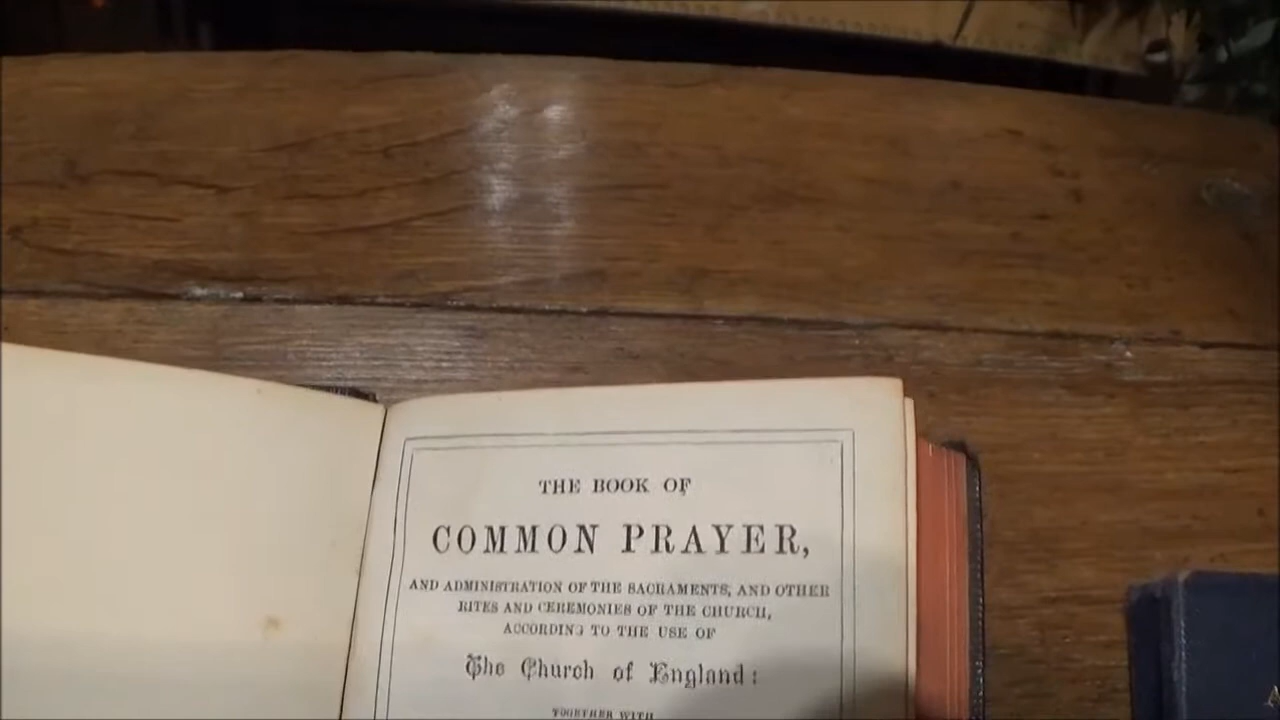 THE BOOK OF
COMMON PRAYER,
AND ADMINISTRATION OF THE SACRAMENTS, AND OTHER
RITES AND CEREMONIES OF THE CHURCH,
ACCORDING TO THE USE OF
The Church of England:
TOGETHER WITH
A